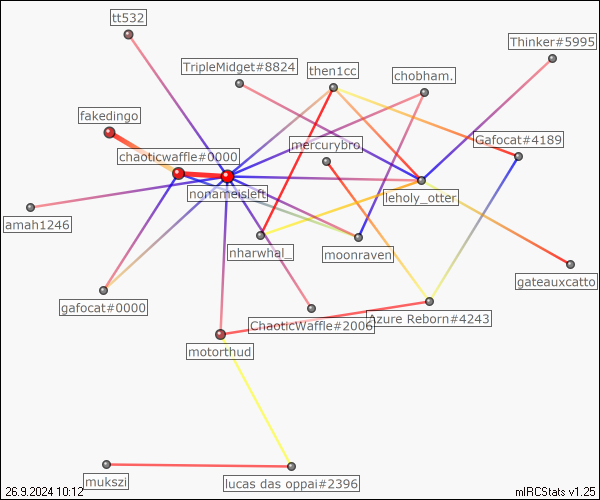 tt532
Thinker#5995
TripleMidget#8824
then1cc
chobham.
fakedingo
Gafocat#4189
mercurybro.
chaoticwaffle#0000
nonameisleft
leholy_otter
amah1246
nharwhal_
moonraven
gateauxcatto
gafocat#0000
ChaoticWaffle#2006
Azure Reborn#4243
motorthud
mukszi
lucas das oppai#2396
26.9.2024 10:12
mIRCStats v1.25